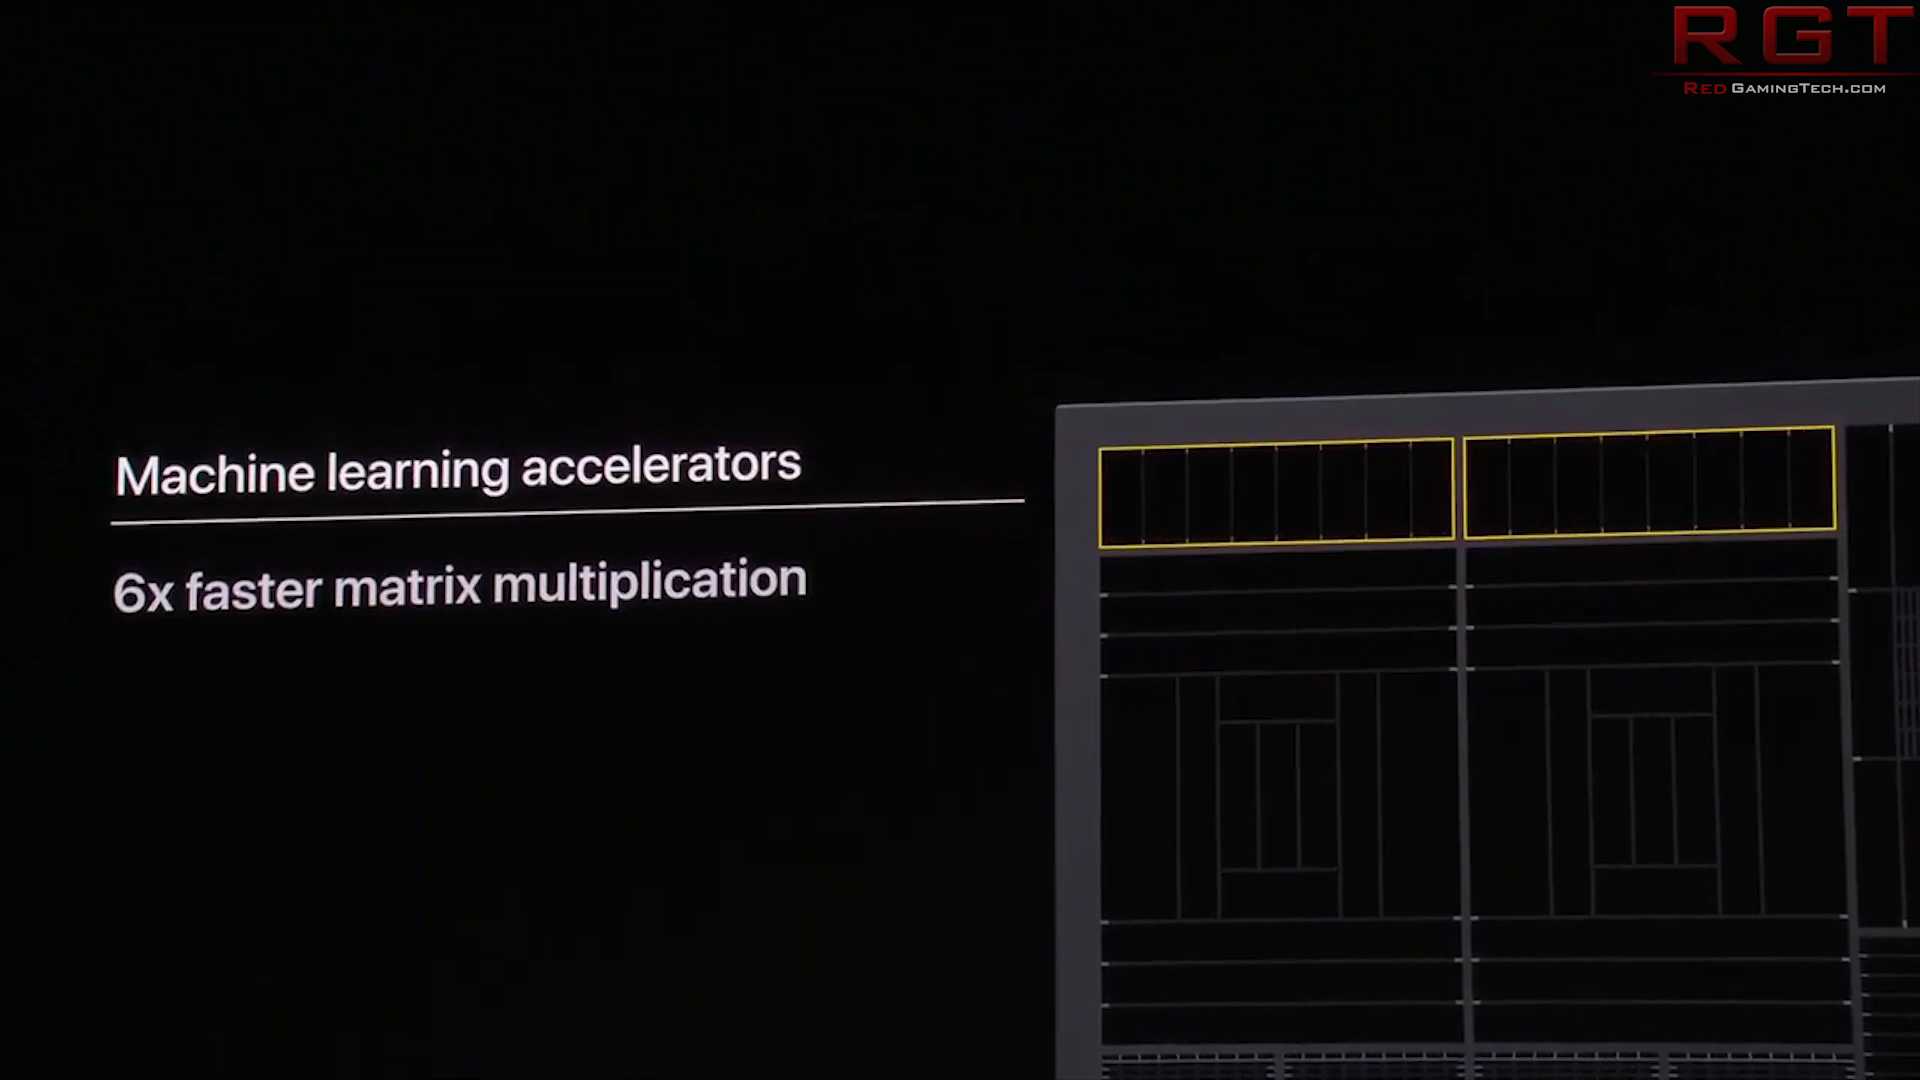 RGT
RED GAMINGTECH.COM
Machine learning accelerators
6x faster matrix multiplication